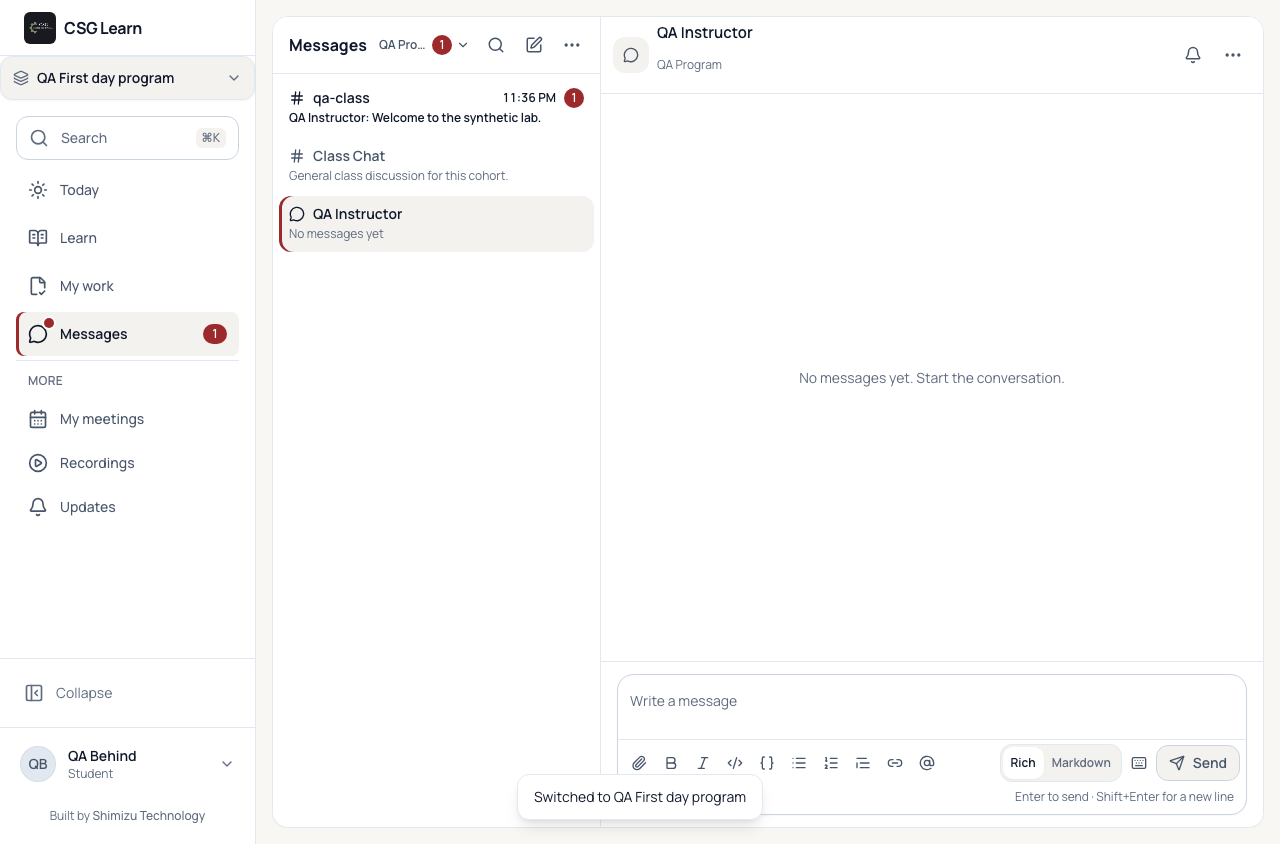 CSG Learn
QA First day program
Search ⌘K
Today
Learn
My work
Messages 1
MORE
My meetings
Recordings
Updates
Collapse
QB
QA Behind
Student
Built by Shimizu Technology
Messages QA Pro... 1
# qa-class 11:36 PM 1
QA Instructor: Welcome to the synthetic lab.
# Class Chat
General class discussion for this cohort.
QA Instructor
No messages yet
QA Instructor
QA Program
No messages yet. Start the conversation.
Write a message
Rich Markdown Send
Enter to send · Shift+Enter for a new line
Switched to QA First day program